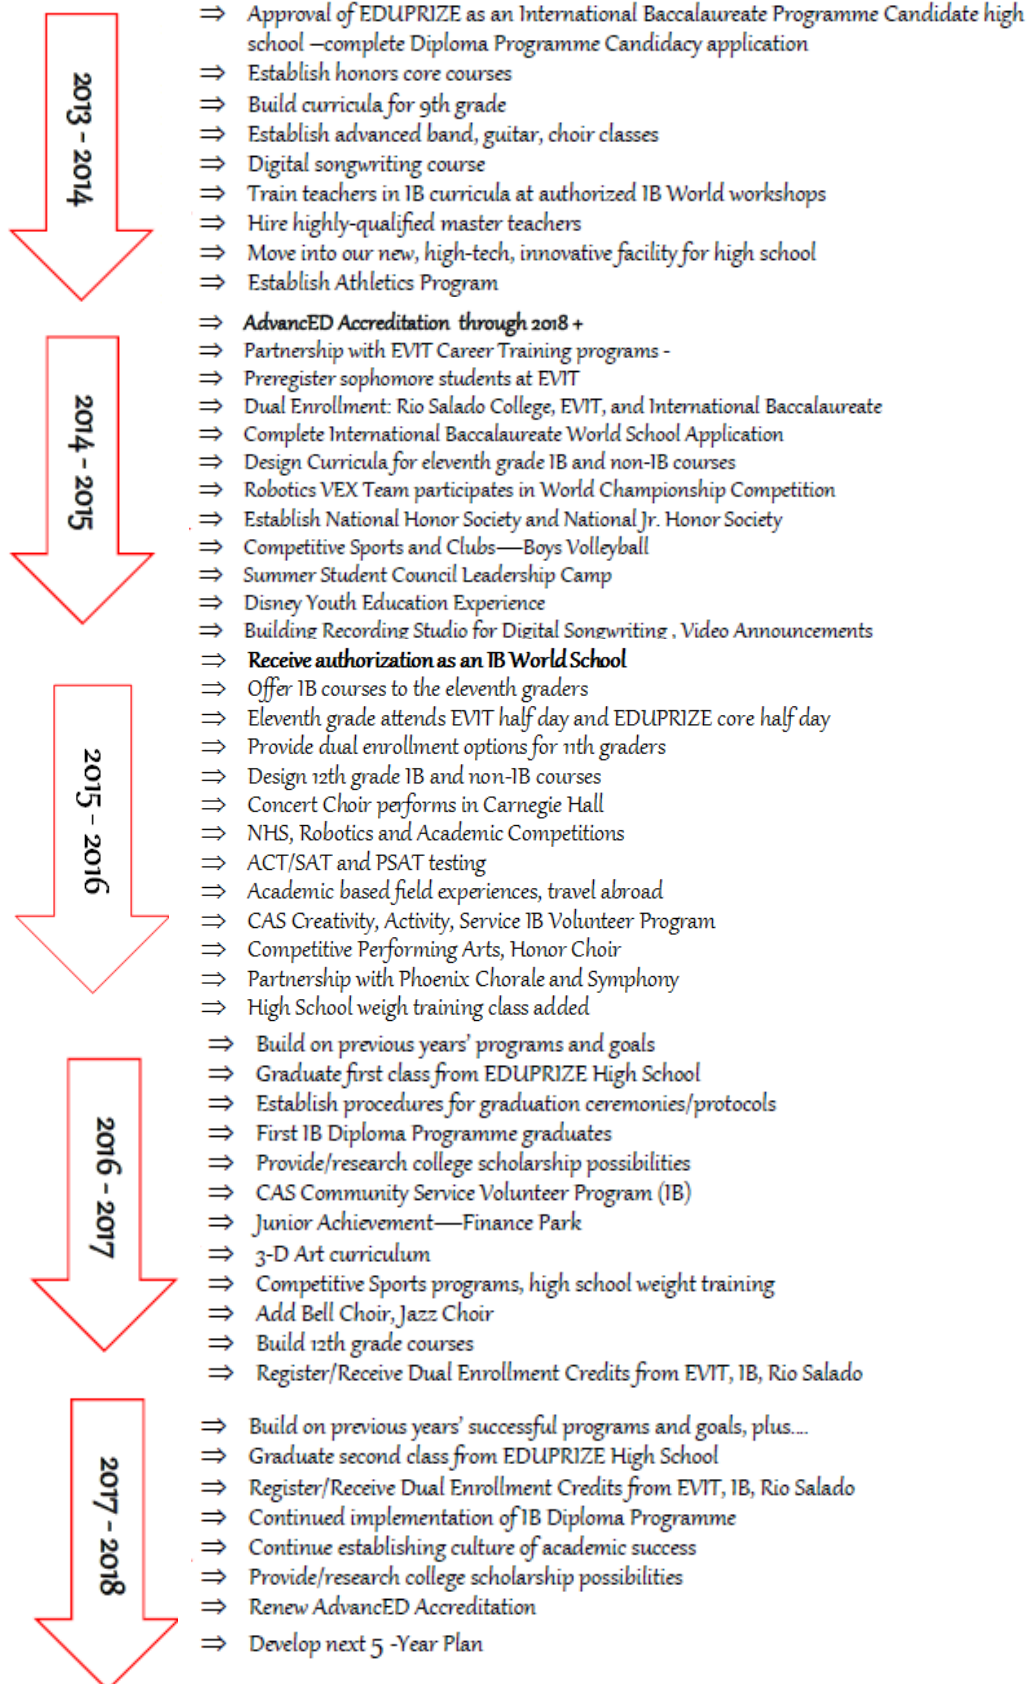 2013 - 2014
⇒ Approval of EDUPRIZE as an International Baccalaureate Programme Candidate high
school –complete Diploma Programme Candidacy application
⇒ Establish honors core courses
⇒ Build curricula for 9th grade
⇒ Establish advanced band, guitar, choir classes
⇒ Digital songwriting course
⇒ Train teachers in IB curricula at authorized IB World workshops
⇒ Hire highly-qualified master teachers
⇒ Move into our new, high-tech, innovative facility for high school
⇒ Establish Athletics Program
2014 - 2015
⇒ AdvancED Accreditation through 2018 +
⇒ Partnership with EVIT Career Training programs -
⇒ Preregister sophomore students at EVIT
⇒ Dual Enrollment: Rio Salado College, EVIT, and International Baccalaureate
⇒ Complete International Baccalaureate World School Application
⇒ Design Curricula for eleventh grade IB and non-IB courses
⇒ Robotics VEX Team participates in World Championship Competition
⇒ Establish National Honor Society and National Jr. Honor Society
⇒ Competitive Sports and Clubs—Boys Volleyball
⇒ Summer Student Council Leadership Camp
⇒ Disney Youth Education Experience
⇒ Building Recording Studio for Digital Songwriting , Video Announcements
2015 - 2016
⇒ Receive authorization as an IB World School
⇒ Offer IB courses to the eleventh graders
⇒ Eleventh grade attends EVIT half day and EDUPRIZE core half day
⇒ Provide dual enrollment options for 11th graders
⇒ Design 12th grade IB and non-IB courses
⇒ Concert Choir performs in Carnegie Hall
⇒ NHS, Robotics and Academic Competitions
⇒ ACT/SAT and PSAT testing
⇒ Academic based field experiences, travel abroad
⇒ CAS Creativity, Activity, Service IB Volunteer Program
⇒ Competitive Performing Arts, Honor Choir
⇒ Partnership with Phoenix Chorale and Symphony
⇒ High School weigh training class added
2016 - 2017
⇒ Build on previous years' programs and goals
⇒ Graduate first class from EDUPRIZE High School
⇒ Establish procedures for graduation ceremonies/protocols
⇒ First IB Diploma Programme graduates
⇒ Provide/research college scholarship possibilities
⇒ CAS Community Service Volunteer Program (IB)
⇒ Junior Achievement—Finance Park
⇒ 3-D Art curriculum
⇒ Competitive Sports programs, high school weight training
⇒ Add Bell Choir, Jazz Choir
⇒ Build 12th grade courses
⇒ Register/Receive Dual Enrollment Credits from EVIT, IB, Rio Salado
2017 - 2018
⇒ Build on previous years' successful programs and goals, plus....
⇒ Graduate second class from EDUPRIZE High School
⇒ Register/Receive Dual Enrollment Credits from EVIT, IB, Rio Salado
⇒ Continued implementation of IB Diploma Programme
⇒ Continue establishing culture of academic success
⇒ Provide/research college scholarship possibilities
⇒ Renew AdvancED Accreditation
⇒ Develop next 5 -Year Plan